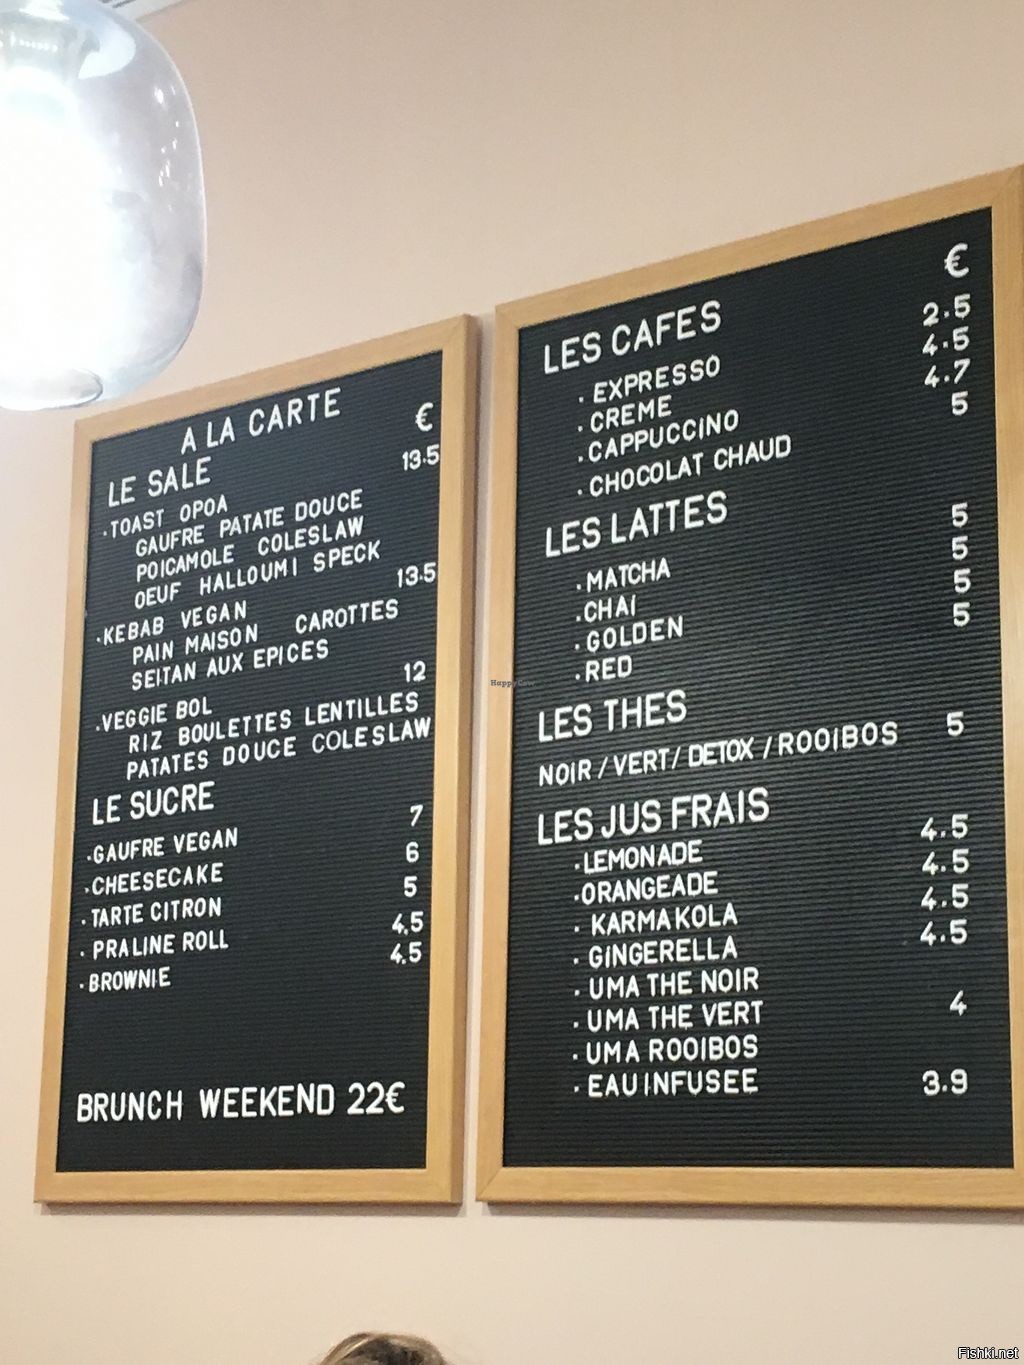 A LA CARTE
€
LE SALE
·TOAST OPOA 13.5
GAUFRE PATATE DOUCE
POICAMOLE COLESLAW
OEUF HALLOUMI SPECK
·KEBAB VEGAN 13.5
PAIN MAISON CAROTTES
SEITAN AUX EPICES
·VEGGIE BOL 12
RIZ BOULETTES LENTILLES
PATATES DOUCE COLESLAW
LE SUCRE
·GAUFRE VEGAN 7
·CHEESECAKE 6
·TARTE CITRON 5
·PRALINE ROLL 4,5
·BROWNIE 4.5
BRUNCH WEEKEND 22€
€
LES CAFES
·EXPRESSO 2.5
·CREME 4.5
·CAPPUCCINO 4.7
·CHOCOLAT CHAUD 5
LES LATTES
·MATCHA 5
·CHAI 5
·GOLDEN 5
·RED 5
LES THES
NOIR/VERT/DETOX/ROOIBOS 5
LES JUS FRAIS
·LEMONADE 4.5
·ORANGEADE 4.5
·KARMA KOLA 4.5
·GINGERELLA 4.5
·UMA THE NOIR
·UMA THE VERT 4
·UMA ROOIBOS
·EAU INFUSEE 3.9
HappyCow
Fishki.net